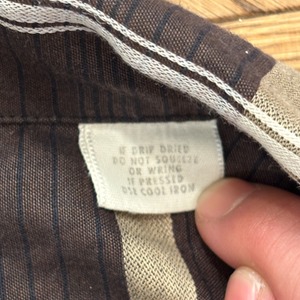 IF DRIP DRIED
DO NOT SQUEEZE
OR WRING
IF PRESSED
USE COOL IRON